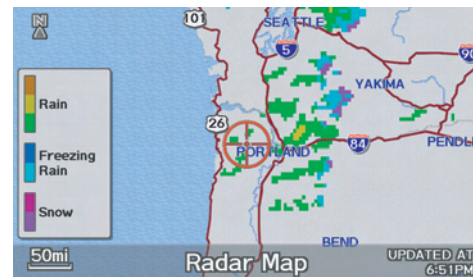 N
101
SEATTLE
5
90
YAKIMA
Rain
26
PORTLAND
84
PENDL
Freezing
Rain
Snow
BEND
50mi
Radar Map
UPDATED AT
6:51PM